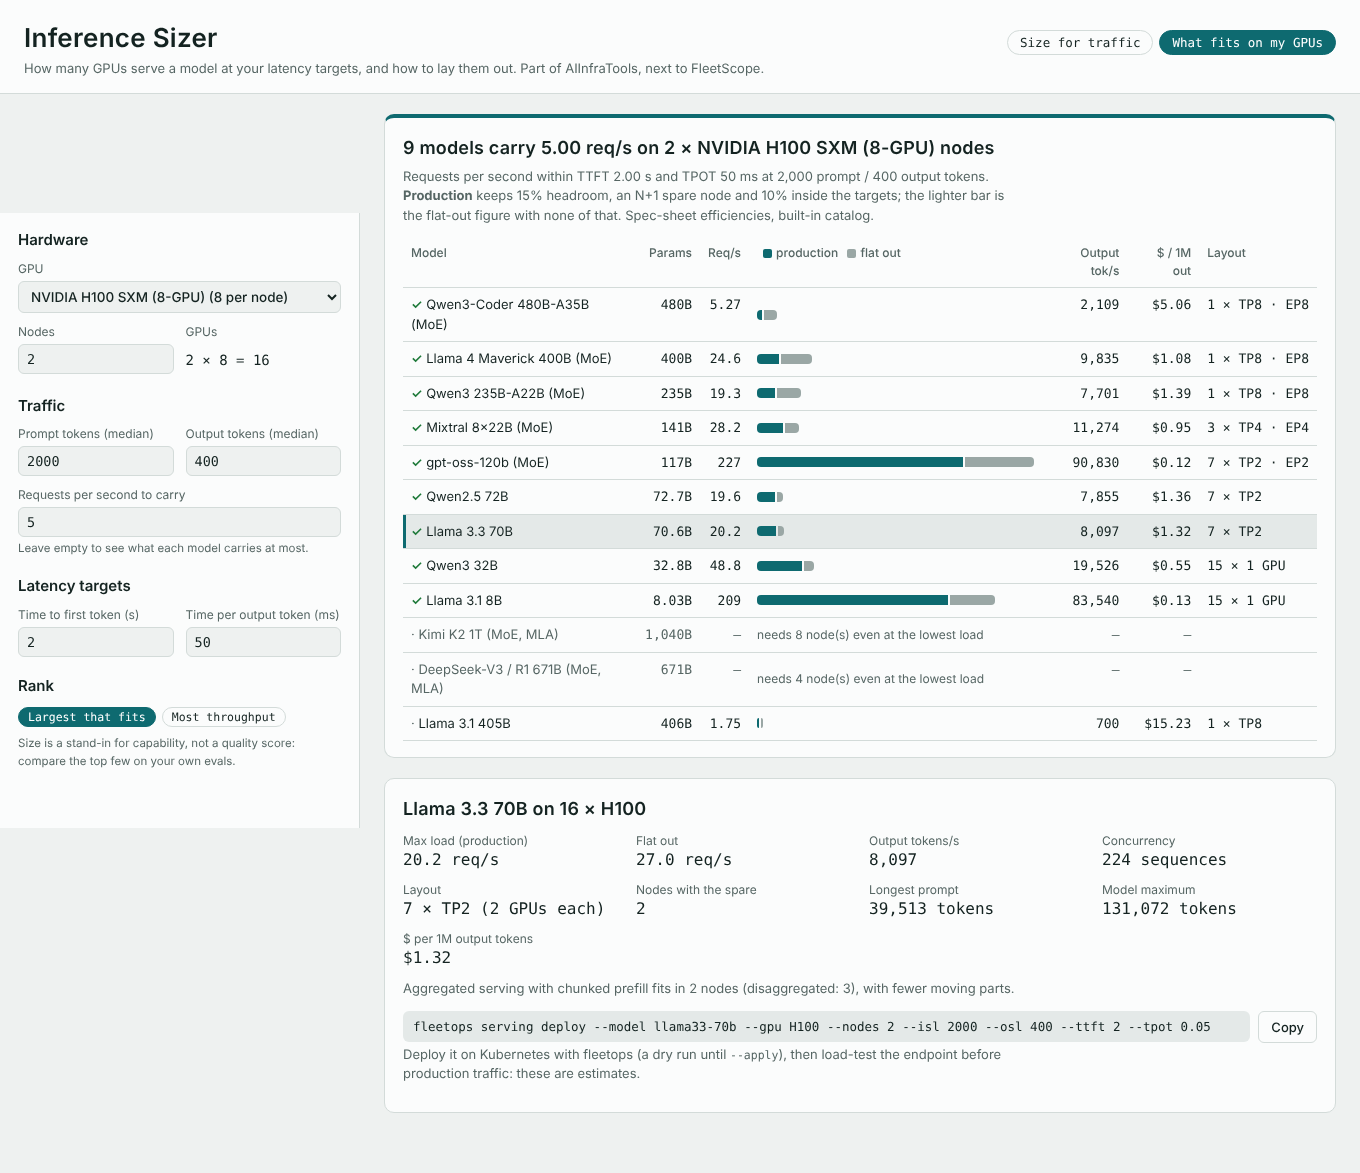 Inference Sizer
How many GPUs serve a model at your latency targets, and how to lay them out. Part of AIInfraTools, next to FleetScope.
Size for traffic
What fits on my GPUs
Hardware
GPU
NVIDIA H100 SXM (8-GPU) (8 per node)
Nodes
GPUs
2
2 × 8 = 16
Traffic
Prompt tokens (median)
Output tokens (median)
2000
400
Requests per second to carry
5
Leave empty to see what each model carries at most.
Latency targets
Time to first token (s)
Time per output token (ms)
2
50
Rank
Largest that fits
Most throughput
Size is a stand-in for capability, not a quality score:
compare the top few on your own evals.
9 models carry 5.00 req/s on 2 × NVIDIA H100 SXM (8-GPU) nodes
Requests per second within TTFT 2.00 s and TPOT 50 ms at 2,000 prompt / 400 output tokens.
Production keeps 15% headroom, an N+1 spare node and 10% inside the targets; the lighter bar is
the flat-out figure with none of that. Spec-sheet efficiencies, built-in catalog.
Model Params Req/s production flat out Output tok/s $ / 1M out Layout
✓ Qwen3-Coder 480B-A35B (MoE) 480B 5.27 2,109 $5.06 1 × TP8 · EP8
✓ Llama 4 Maverick 400B (MoE) 400B 24.6 9,835 $1.08 1 × TP8 · EP8
✓ Qwen3 235B-A22B (MoE) 235B 19.3 7,701 $1.39 1 × TP8 · EP8
✓ Mixtral 8×22B (MoE) 141B 28.2 11,274 $0.95 3 × TP4 · EP4
✓ gpt-oss-120b (MoE) 117B 227 90,830 $0.12 7 × TP2 · EP2
✓ Qwen2.5 72B 72.7B 19.6 7,855 $1.36 7 × TP2
✓ Llama 3.3 70B 70.6B 20.2 8,097 $1.32 7 × TP2
✓ Qwen3 32B 32.8B 48.8 19,526 $0.55 15 × 1 GPU
✓ Llama 3.1 8B 8.03B 209 83,540 $0.13 15 × 1 GPU
· Kimi K2 1T (MoE, MLA) 1,040B — needs 8 node(s) even at the lowest load — —
· DeepSeek-V3 / R1 671B (MoE, MLA) 671B — needs 4 node(s) even at the lowest load — —
· Llama 3.1 405B 406B 1.75 700 $15.23 1 × TP8
Llama 3.3 70B on 16 × H100
Max load (production)
20.2 req/s
Flat out
27.0 req/s
Output tokens/s
8,097
Concurrency
224 sequences
Layout
7 × TP2 (2 GPUs each)
Nodes with the spare
2
Longest prompt
39,513 tokens
Model maximum
131,072 tokens
$ per 1M output tokens
$1.32
Aggregated serving with chunked prefill fits in 2 nodes (disaggregated: 3), with fewer moving parts.
fleetops serving deploy --model llama33-70b --gpu H100 --nodes 2 --isl 2000 --osl 400 --ttft 2 --tpot 0.05
Copy
Deploy it on Kubernetes with fleetops (a dry run until --apply), then load-test the endpoint before
production traffic: these are estimates.